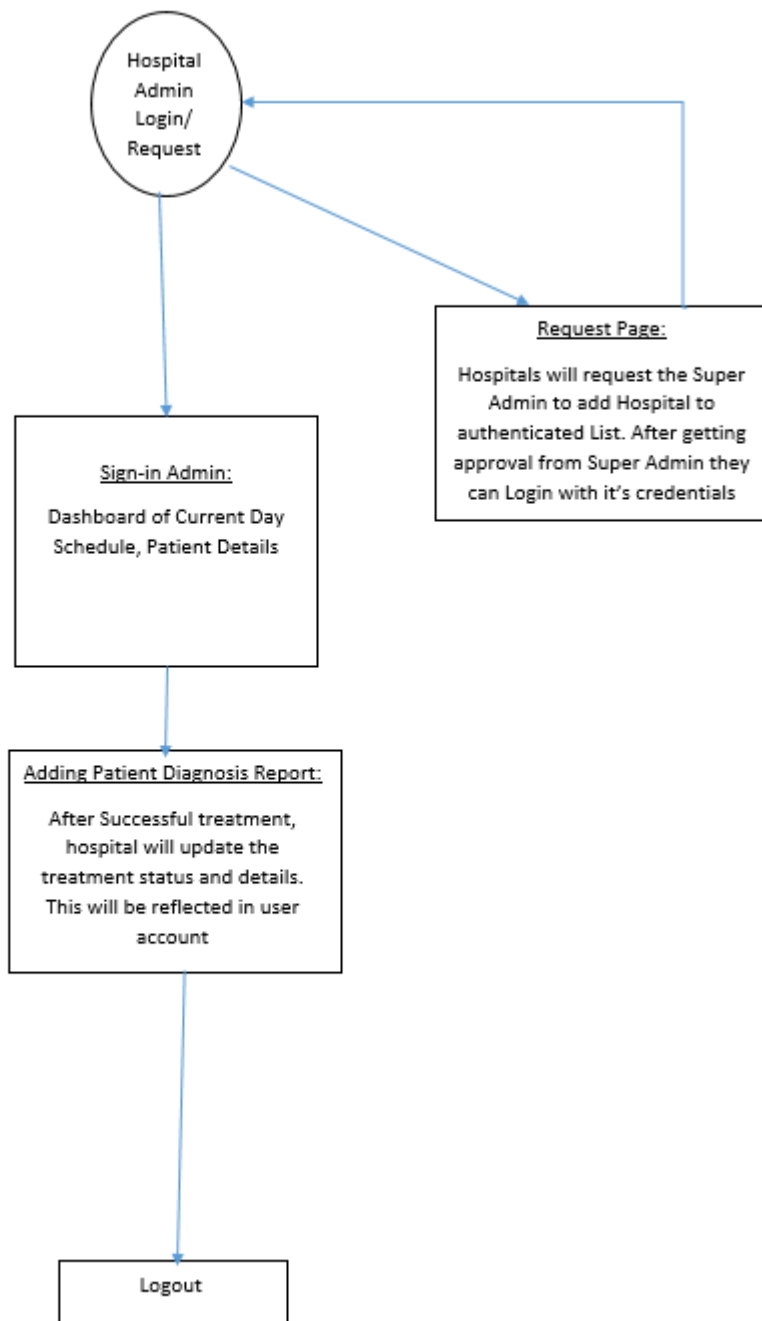 Hospital
Admin
Login/
Request
Request Page:
Hospitals will request the Super
Admin to add Hospital to
authenticated List. After getting
approval from Super Admin they
can Login with it's credentials
Sign-in Admin:
Dashboard of Current Day
Schedule, Patient Details
Adding Patient Diagnosis Report:
After Successful treatment,
hospital will update the
treatment status and details.
This will be reflected in user
account
Logout